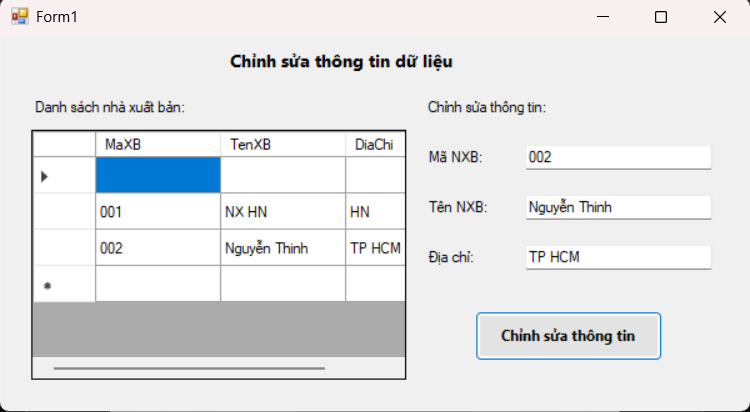 Form1
Chỉnh sửa thông tin dữ liệu
Danh sách nhà xuất bản:
MaXB TenXB DiaChi
001 NX HN HN
002 Nguyễn Thinh TP HCM
Chỉnh sửa thông tin:
Mã NXB: 002
Tên NXB: Nguyễn Thinh
Địa chỉ: TP HCM
Chỉnh sửa thông tin